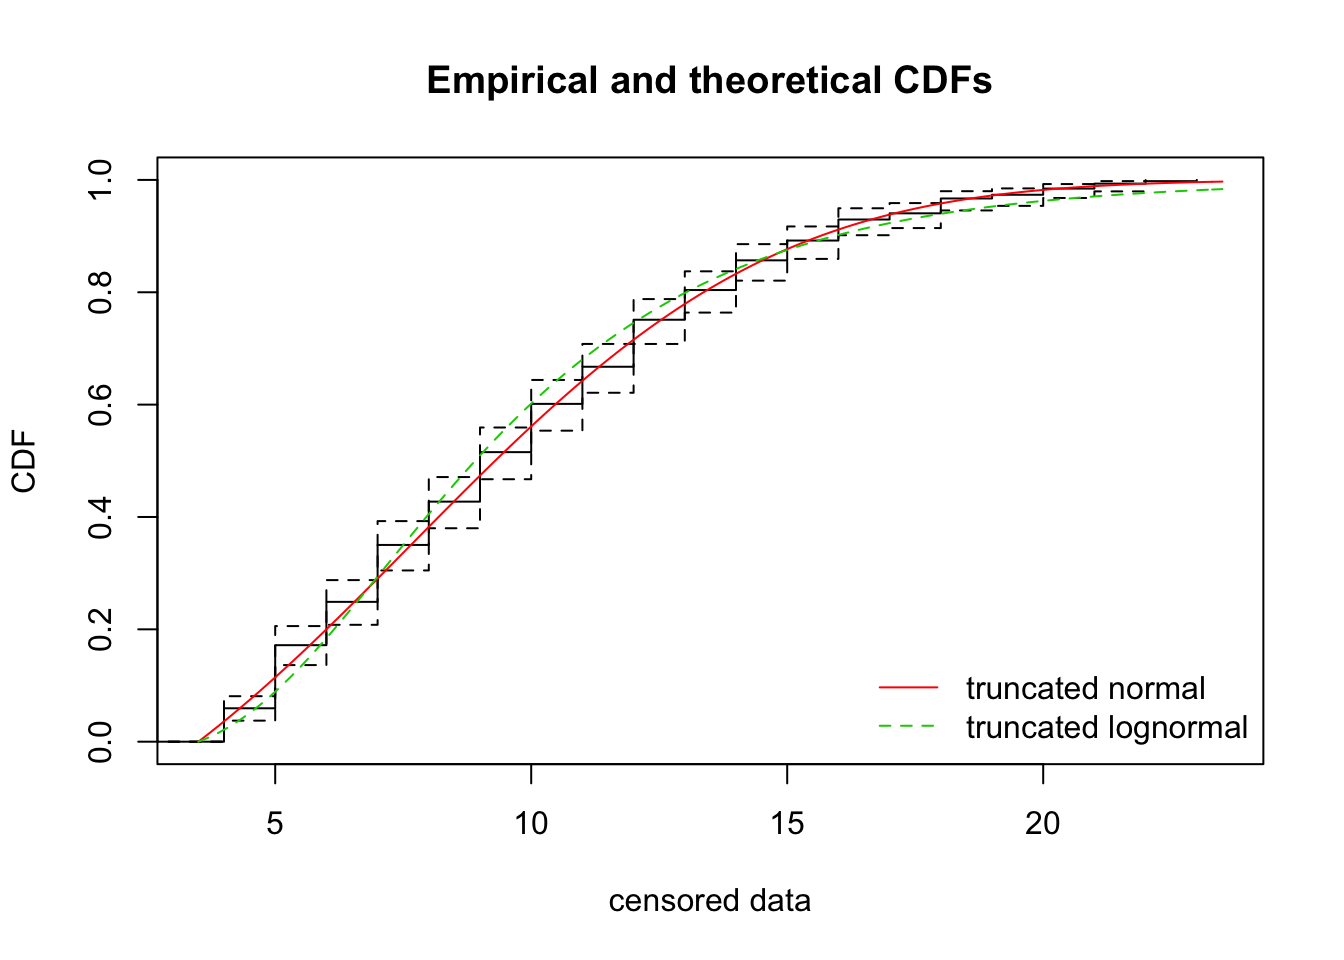 Empirical and theoretical CDFs
CDF
1.0
0.8
0.6
0.4
0.2
0.0
truncated normal
truncated lognormal
5 10 15 20
censored data